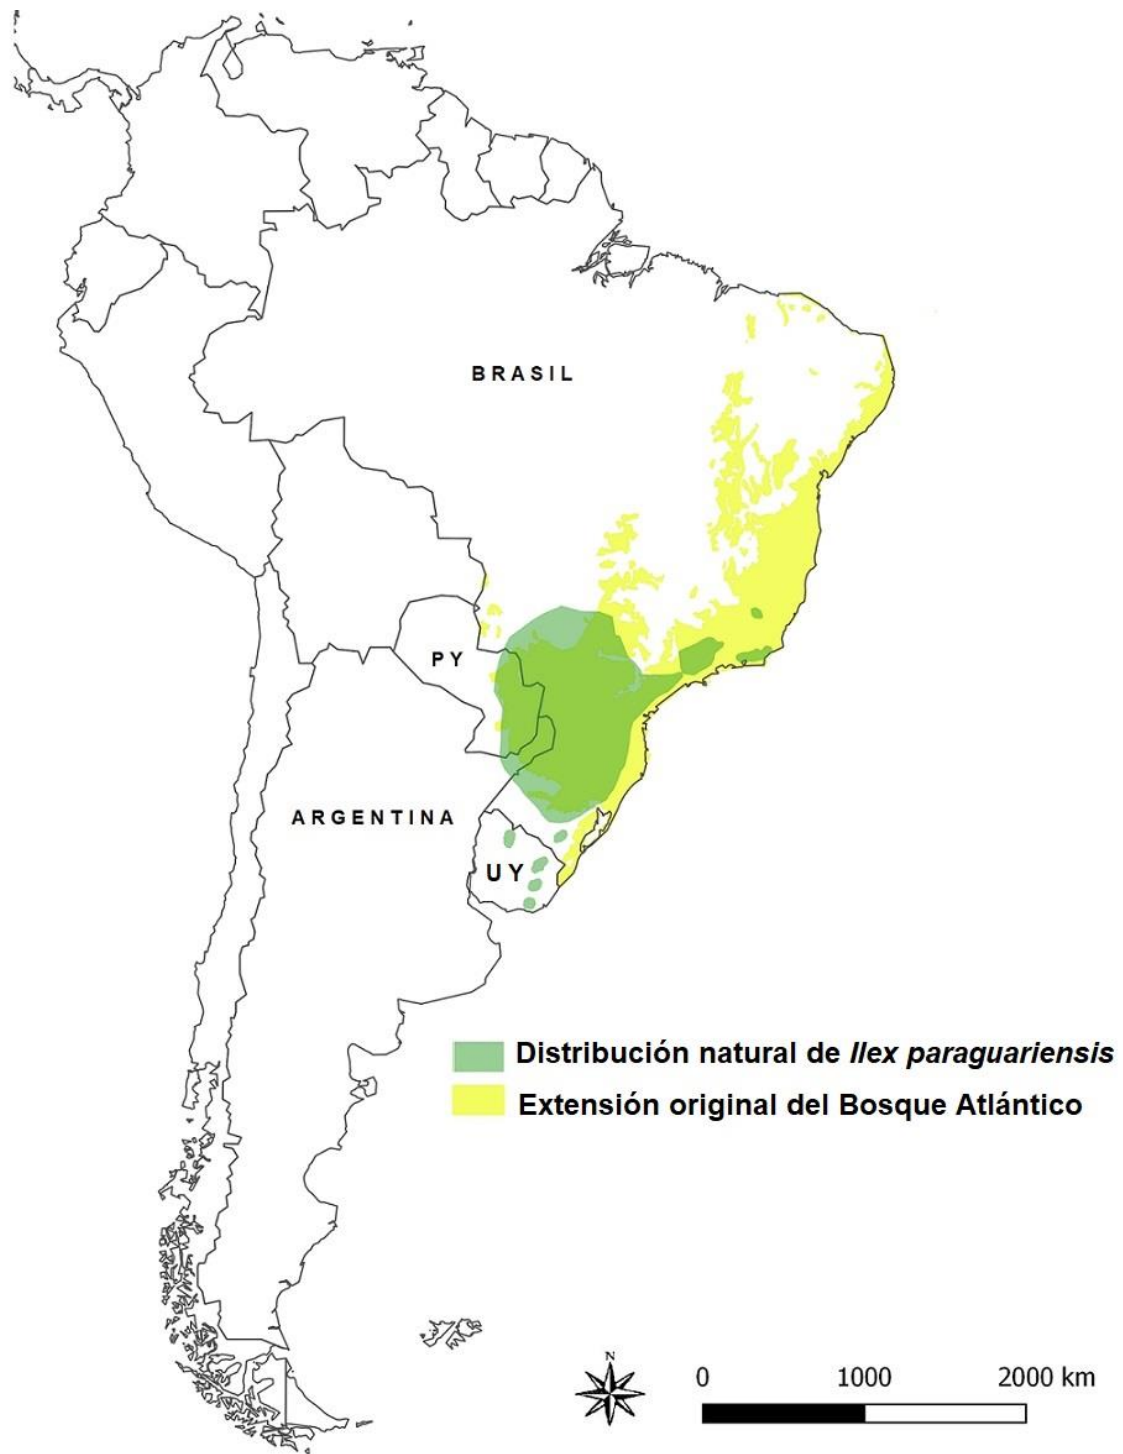 BRASIL
PY
ARGENTINA
UY
Distribución natural de Ilex paraguariensis
Extensión original del Bosque Atlántico
N
0 1000 2000 km